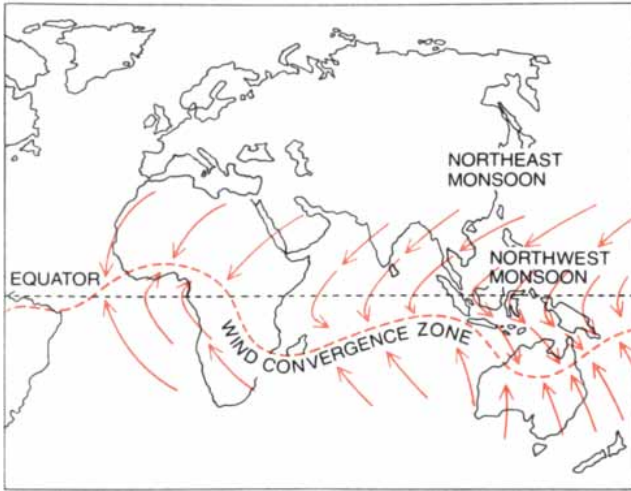 NORTHEAST
MONSOON
NORTHWEST
MONSOON
EQUATOR
WIND CONVERGENCE ZONE